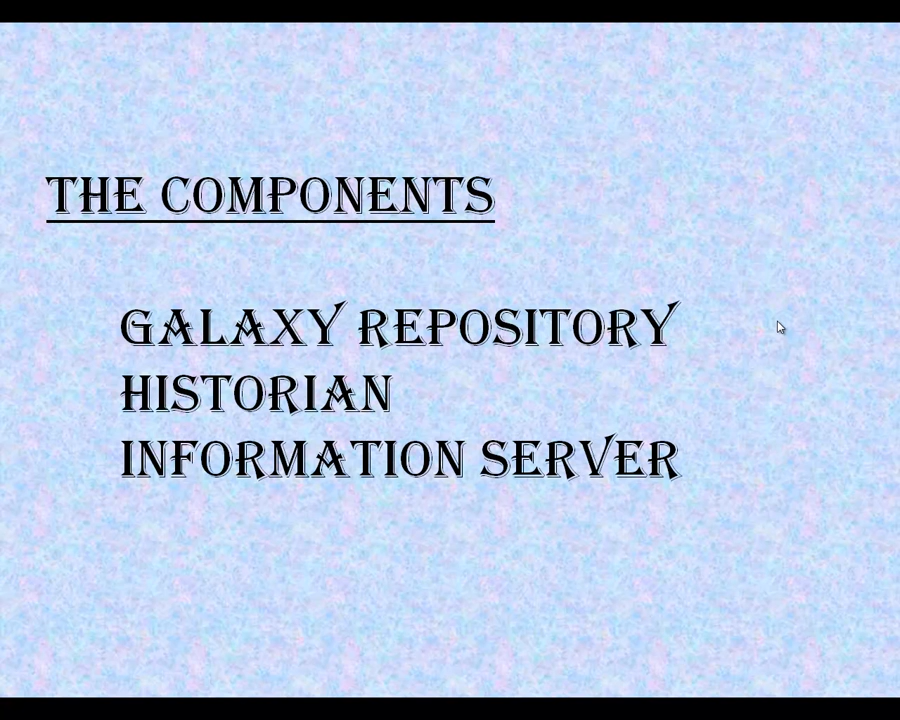 THE COMPONENTS
GALAXY REPOSITORY
HISTORIAN
INFORMATION SERVER